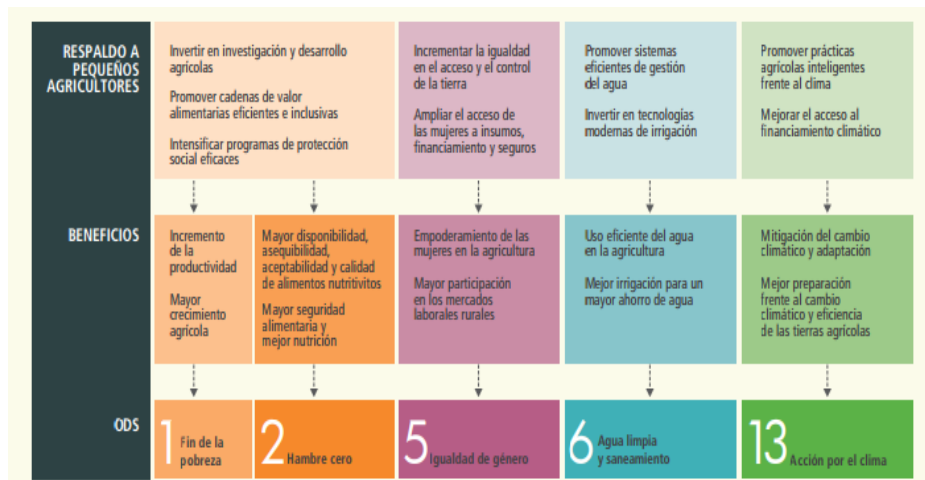 RESPALDO A
PEQUEÑOS
AGRICULTORES
Invertir en investigación y desarrollo
agrícolas
Promover cadenas de valor
alimentarias eficientes e inclusivas
Intensificar programas de protección
social eficaces
Incrementar la igualdad
en el acceso y el control
de la tierra
Ampliar el acceso de
las mujeres a insumos,
financiamiento y seguros
Promover sistemas
eficientes de gestión
del agua
Invertir en tecnologías
modernas de irrigación
Promover prácticas
agrícolas inteligentes
frente al clima
Mejorar el acceso al
financiamiento climático
BENEFICIOS
Incremento
de la
productividad
Mayor
crecimiento
agrícola
Mayor disponibilidad,
asequibilidad,
aceptabilidad y calidad
de alimentos nutritivitos
Mayor seguridad
alimentaria y
mejor nutrición
Empoderamiento de las
mujeres en la agricultura
Mayor participación
en los mercados
laborales rurales
Uso eficiente del agua
en la agricultura
Mejor irrigación para un
mayor ahorro de agua
Mitigación del cambio
climático y adaptación
Mejor preparación
frente al cambio
climático y eficiencia
de las tierras agrícolas
ODS
1 Fin de la
pobreza
2 Hambre cero
5 Igualdad de género
6 Agua limpia
y saneamiento
13 Acción por el clima